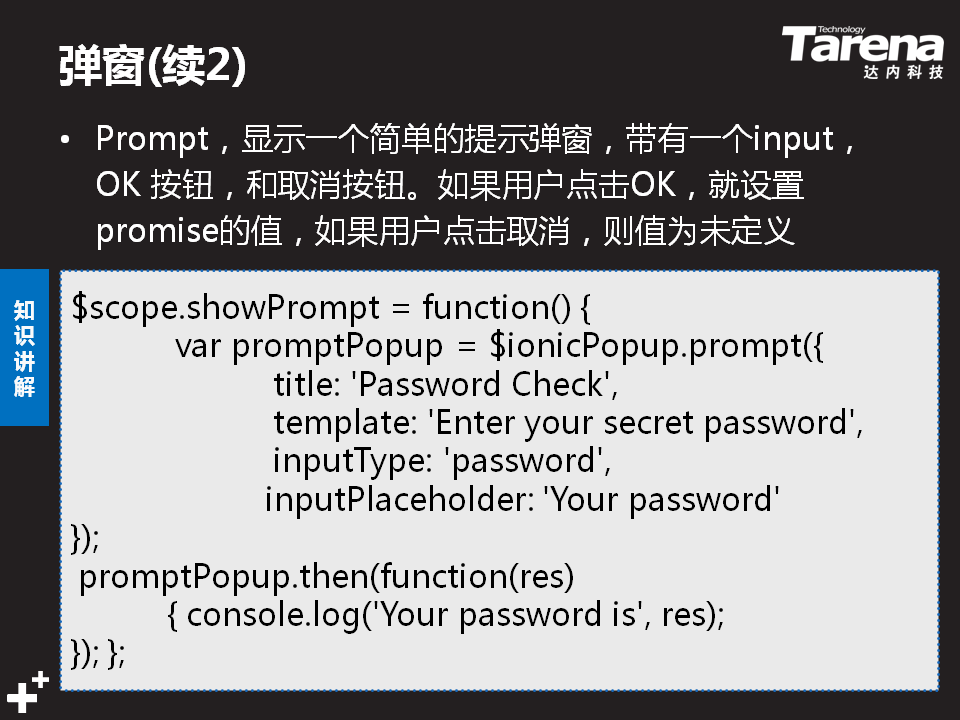 弹窗(续2)
Technology
Tarena
达内科技
• Prompt，显示一个简单的提示弹窗，带有一个input，
OK 按钮，和取消按钮。如果用户点击OK，就设置
promise的值，如果用户点击取消，则值为未定义
知
识
讲
解
$scope.showPrompt = function() {
var promptPopup = $ionicPopup.prompt({
title: 'Password Check',
template: 'Enter your secret password',
inputType: 'password',
inputPlaceholder: 'Your password'
});
promptPopup.then(function(res)
{ console.log('Your password is', res);
}); };